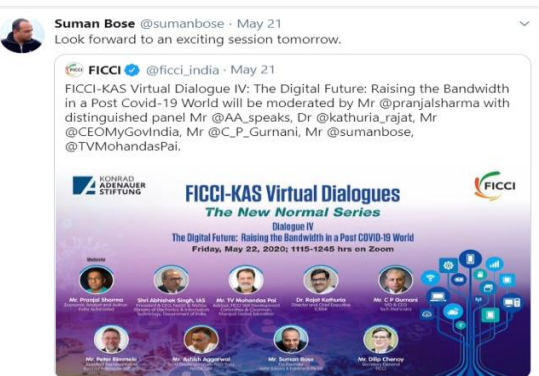 Suman Bose @sumanbose · May 21
Look forward to an exciting session tomorrow.
FICCI @ficci_india · May 21
FICCI-KAS Virtual Dialogue IV: The Digital Future: Raising the Bandwidth
in a Post Covid-19 World will be moderated by Mr @pranjalsharma with
distinguished panel Mr @AA_speaks, Dr @kathuria_rajat, Mr
@CEOMyGovIndia, Mr @C_P_Gurnani, Mr @sumanbose,
@TVMohandasPai.
KONRAD
ADENAUER
STIFTUNG
FICCI
FICCI-KAS Virtual Dialogues
The New Normal Series
Dialogue IV
The Digital Future: Raising the Bandwidth in a Post COVID-19 World
Friday, May 22, 2020; 1115-1245 hrs on Zoom
Mr. Pranjal Sharma
Shri Abhishek Singh, IAS
Mr. TV Mohandas Pai
Dr. Rajat Kathuria
Mr. C P Gurnani
Mr. Peter Rimmele
Mr. Ashish Aggarwal
Mr. Suman Bose
Mr. Dilip Chenoy